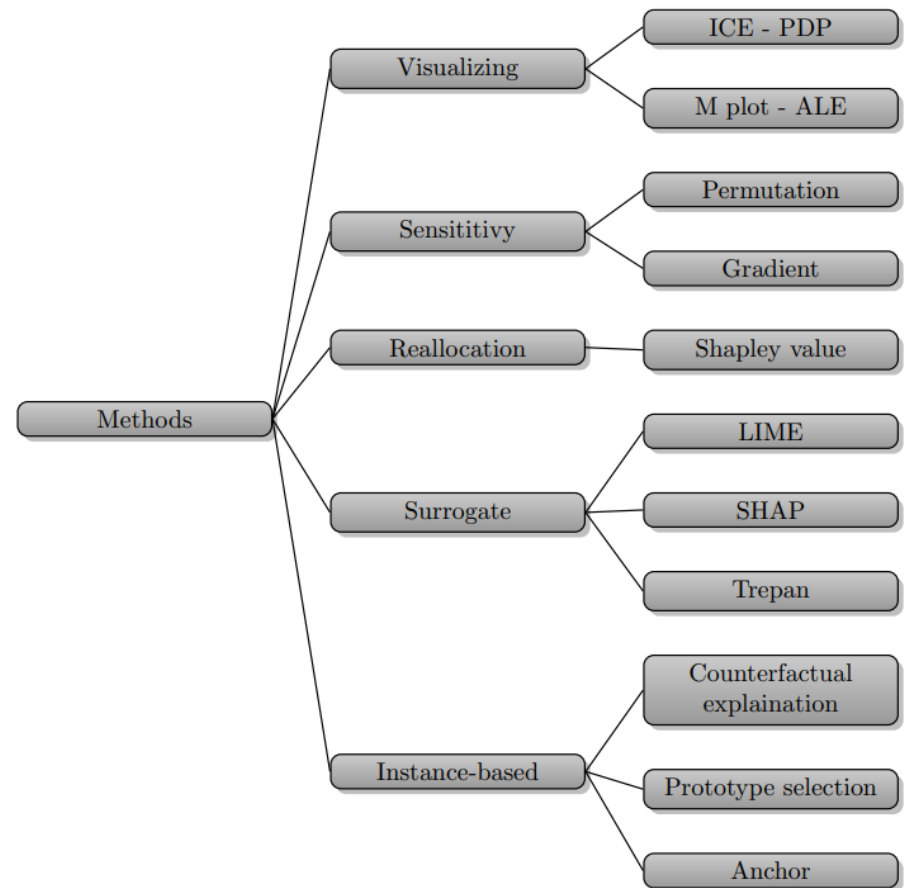 Methods
Visualizing
ICE - PDP
M plot - ALE
Sensititivy
Permutation
Gradient
Reallocation
Shapley value
Surrogate
LIME
SHAP
Trepan
Instance-based
Counterfactual
explaination
Prototype selection
Anchor